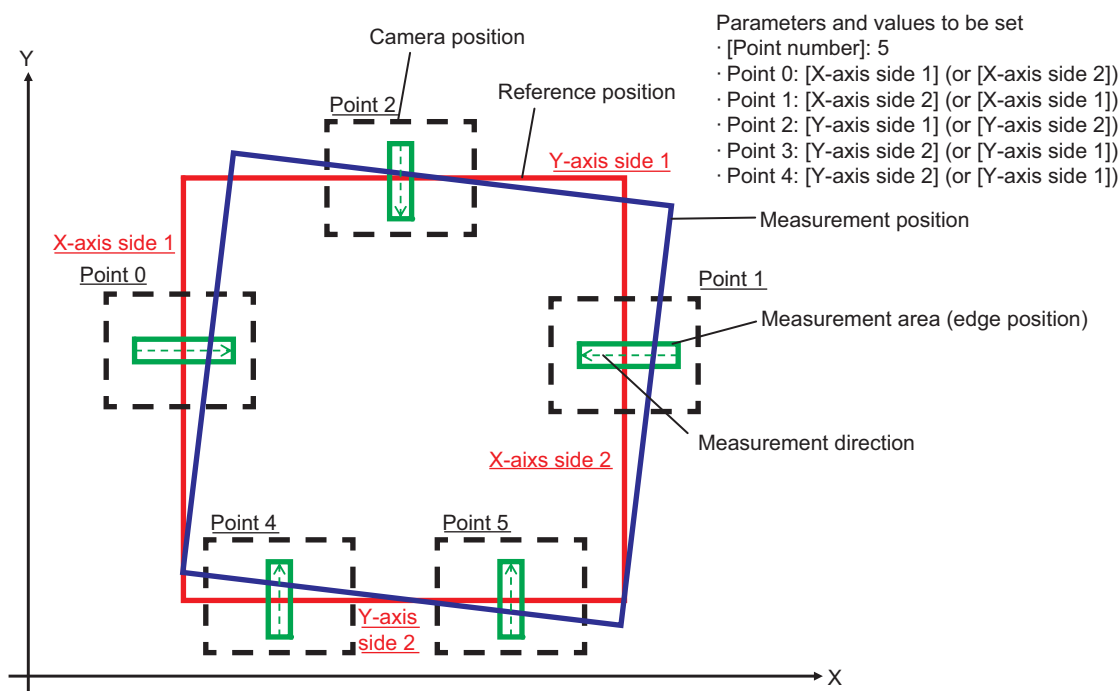 Parameters and values to be set
· [Point number]: 5
· Point 0: [X-axis side 1] (or [X-axis side 2])
· Point 1: [X-axis side 2] (or [X-axis side 1])
· Point 2: [Y-axis side 1] (or [Y-axis side 2])
· Point 3: [Y-axis side 2] (or [Y-axis side 1])
· Point 4: [Y-axis side 2] (or [Y-axis side 1])
Y
Camera position
Reference position
Point 2
Y-axis side 1
Measurement position
X-axis side 1
Point 0
Point 1
Measurement area (edge position)
Measurement direction
X-aixs side 2
Point 4
Point 5
Y-axis
side 2
X